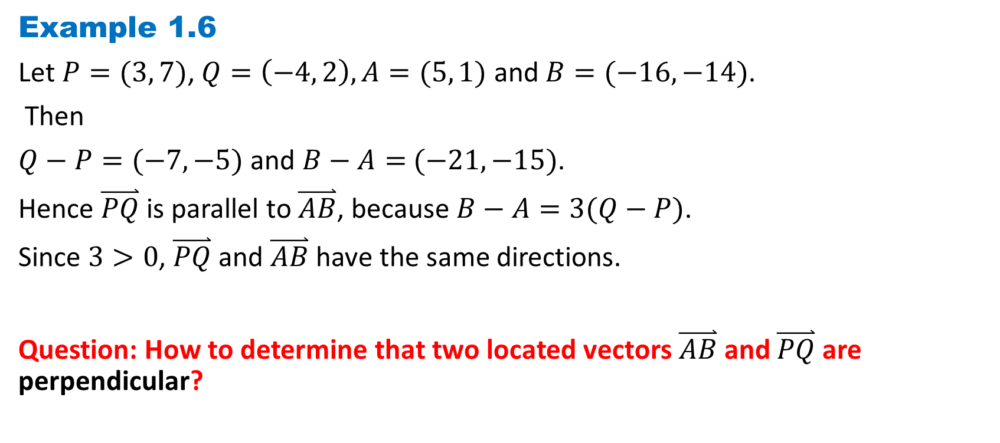 Example 1.6
Let P = (3, 7), Q = (−4, 2), A = (5, 1) and B = (−16, −14).
Then
Q − P = (−7, −5) and B − A = (−21, −15).
Hence \overrightarrow{PQ} is parallel to \overrightarrow{AB}, because B − A = 3(Q − P).
Since 3 > 0, \overrightarrow{PQ} and \overrightarrow{AB} have the same directions.
Question: How to determine that two located vectors \overrightarrow{AB} and \overrightarrow{PQ} are
perpendicular?